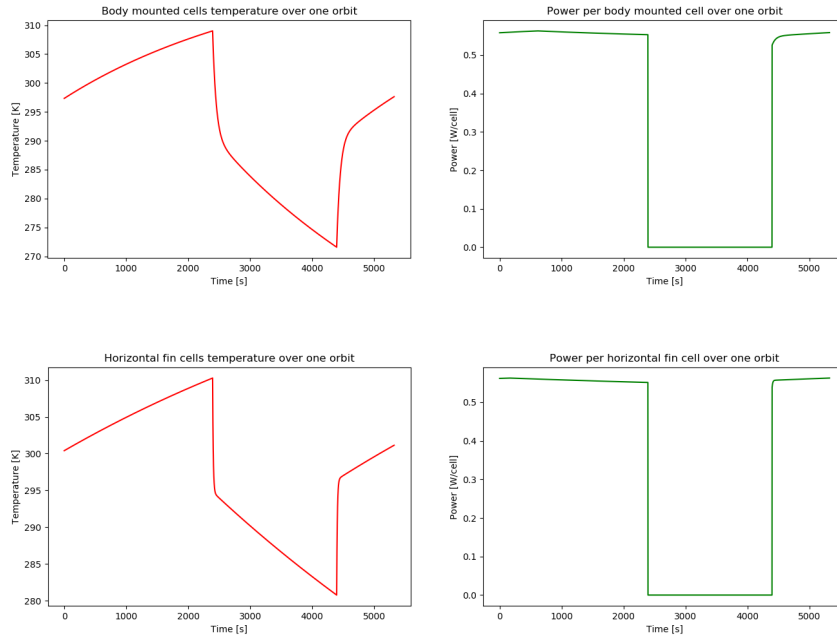 Body mounted cells temperature over one orbit
Temperature [K]
310
305
300
295
290
285
280
275
270
0 1000 2000 3000 4000 5000
Time [s]
Power per body mounted cell over one orbit
Power [W/cell]
0.5
0.4
0.3
0.2
0.1
0.0
0 1000 2000 3000 4000 5000
Time [s]
Horizontal fin cells temperature over one orbit
Temperature [K]
310
305
300
295
290
285
280
0 1000 2000 3000 4000 5000
Time [s]
Power per horizontal fin cell over one orbit
Power [W/cell]
0.5
0.4
0.3
0.2
0.1
0.0
0 1000 2000 3000 4000 5000
Time [s]